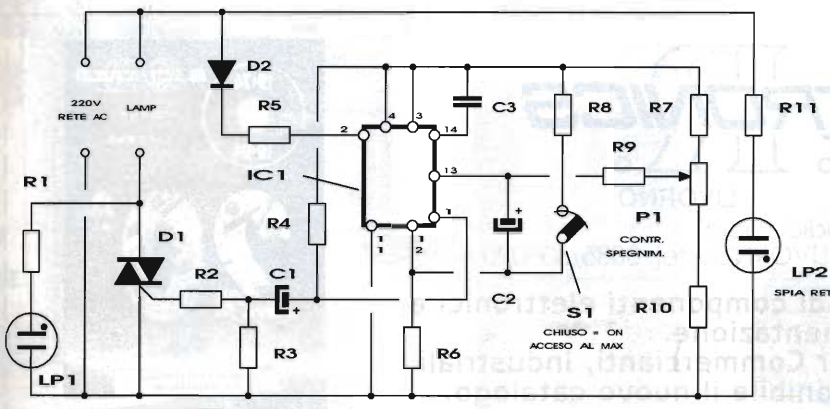 D2
220V
RETE AC
LAMP
R5
2
4
3
14
C3
R8
R7
R11
13
R9
IC1
1
R1
R4
P1
CONTR.
SPEGNIM.
D1
1
1
1
2
R2
C1
+
+
C2
S1
CHIUSO = ON
ACCESO AL MAX
LP2
SPIA RET
R10
R3
R6
LP1